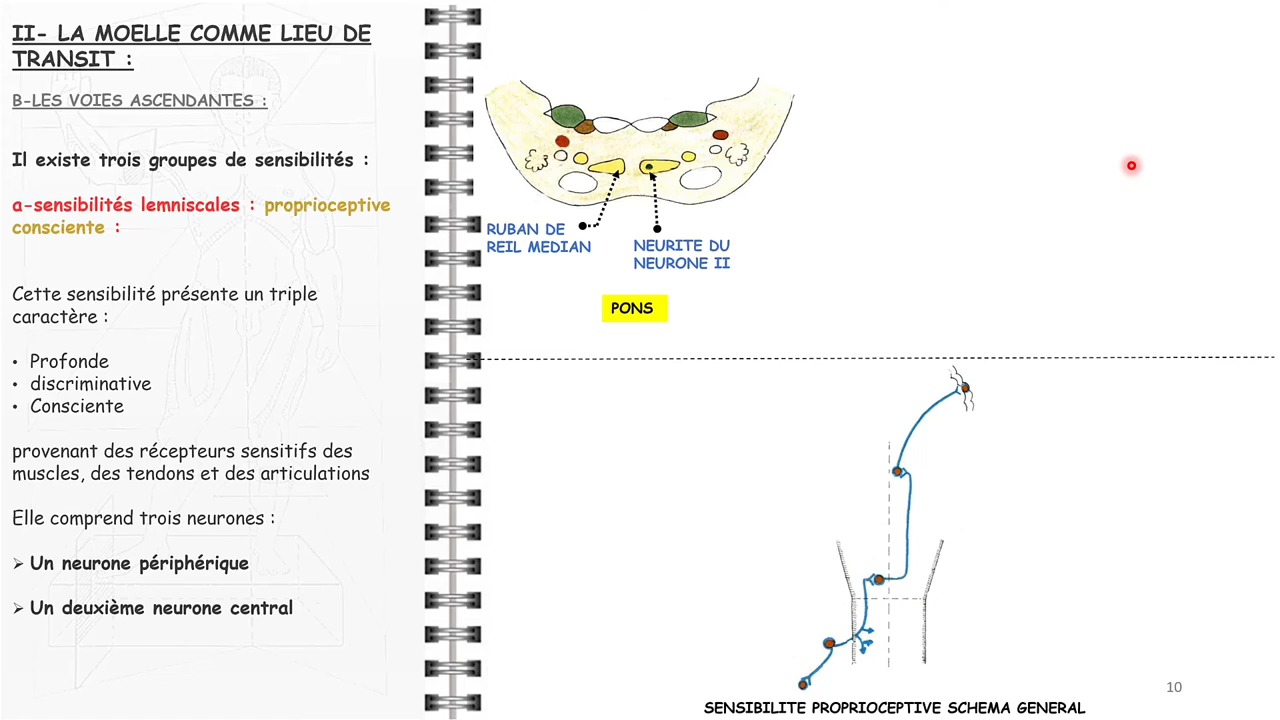 II- LA MOELLE COMME LIEU DE
TRANSIT :
B-LES VOIES ASCENDANTES :
Il existe trois groupes de sensibilités :
a-sensibilités lemniscales : proprioceptive
consciente :
Cette sensibilité présente un triple
caractère :
• Profonde
• discriminative
• Consciente
provenant des récepteurs sensitifs des
muscles, des tendons et des articulations
Elle comprend trois neurones :
➢ Un neurone périphérique
➢ Un deuxième neurone central
RUBAN DE
REIL MEDIAN
NEURITE DU
NEURONE II
PONS
10
SENSIBILITE PROPRIOCEPTIVE SCHEMA GENERAL